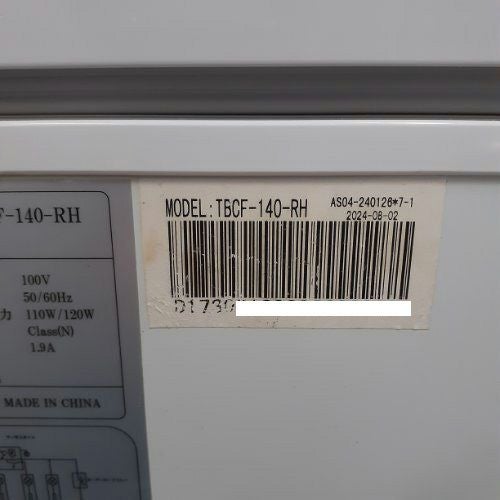 MODEL:TBCF-140-RH
AS04-240126*7-1
2024-08-02
F-140-RH
100V
50/60Hz
力 110W/120W
Class(N)
1.9A
MADE IN CHINA